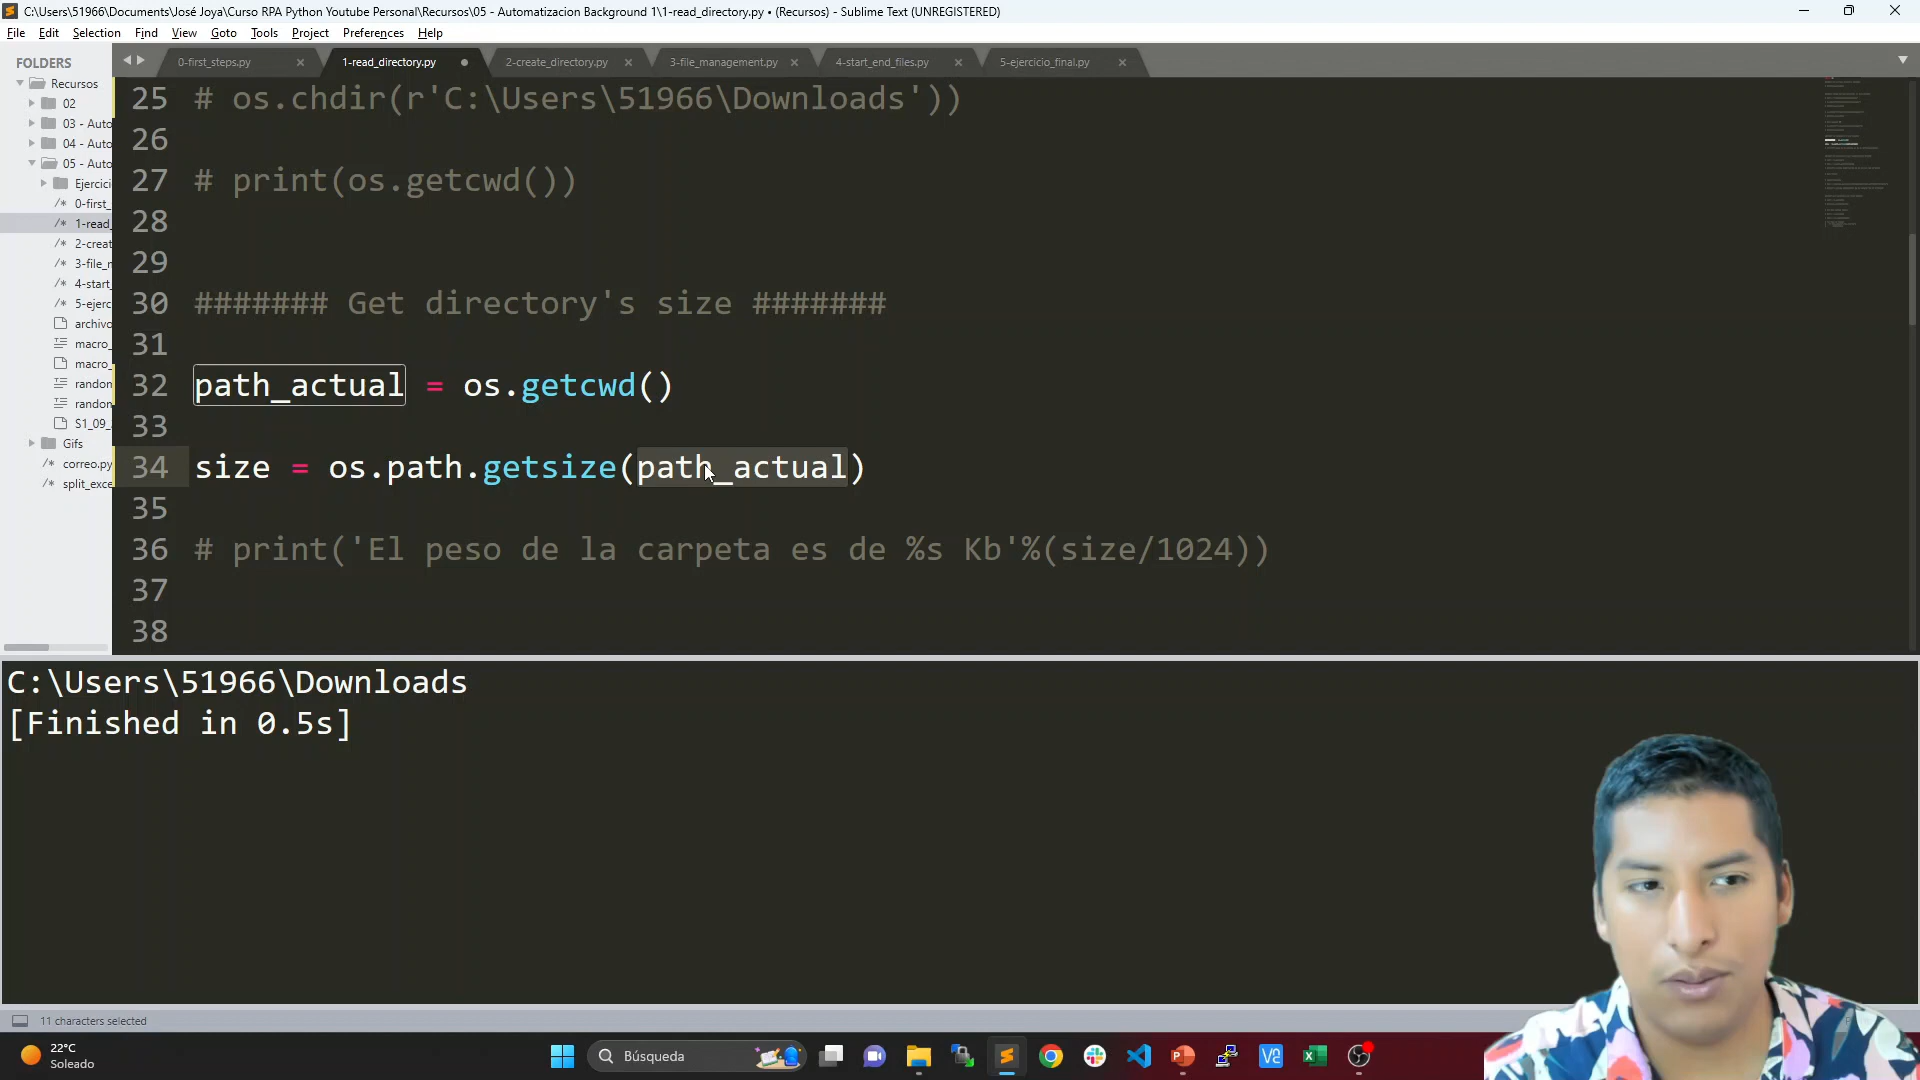 C:\Users\51966\Documents\José Joya\Curso RPA Python Youtube Personal\Recursos\05 - Automatizacion Background 1\1-read_directory.py • (Recursos) - Sublime Text (UNREGISTERED)
File Edit Selection Find View Goto Tools Project Preferences Help
FOLDERS
Recursos
02
03 - Auto
04 - Auto
05 - Auto
Ejercici
/* 0-first_
/* 1-read_
/* 2-creat
/* 3-file_r
/* 4-start_
/* 5-ejerc
archivo
macro_
macro_
random
random
S1_09_
Gifs
/* correo.py
/* split_exce
0-first_steps.py 1-read_directory.py 2-create_directory.py 3-file_management.py 4-start_end_files.py 5-ejercicio_final.py
25 # os.chdir(r'C:\Users\51966\Downloads'))
26
27 # print(os.getcwd())
28
29
30 ####### Get directory's size #######
31
32 path_actual = os.getcwd()
33
34 size = os.path.getsize(path_actual)
35
36 # print('El peso de la carpeta es de %s Kb'%(size/1024))
37
38
C:\Users\51966\Downloads
[Finished in 0.5s]
11 characters selected
22°C
Soleado
Búsqueda